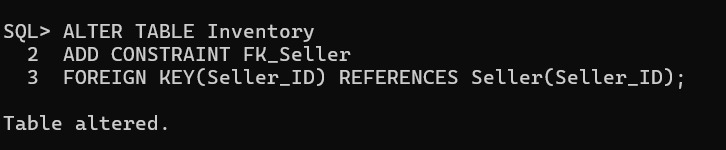 SQL> ALTER TABLE Inventory
  2  ADD CONSTRAINT FK_Seller
  3  FOREIGN KEY(Seller_ID) REFERENCES Seller(Seller_ID);
Table altered.